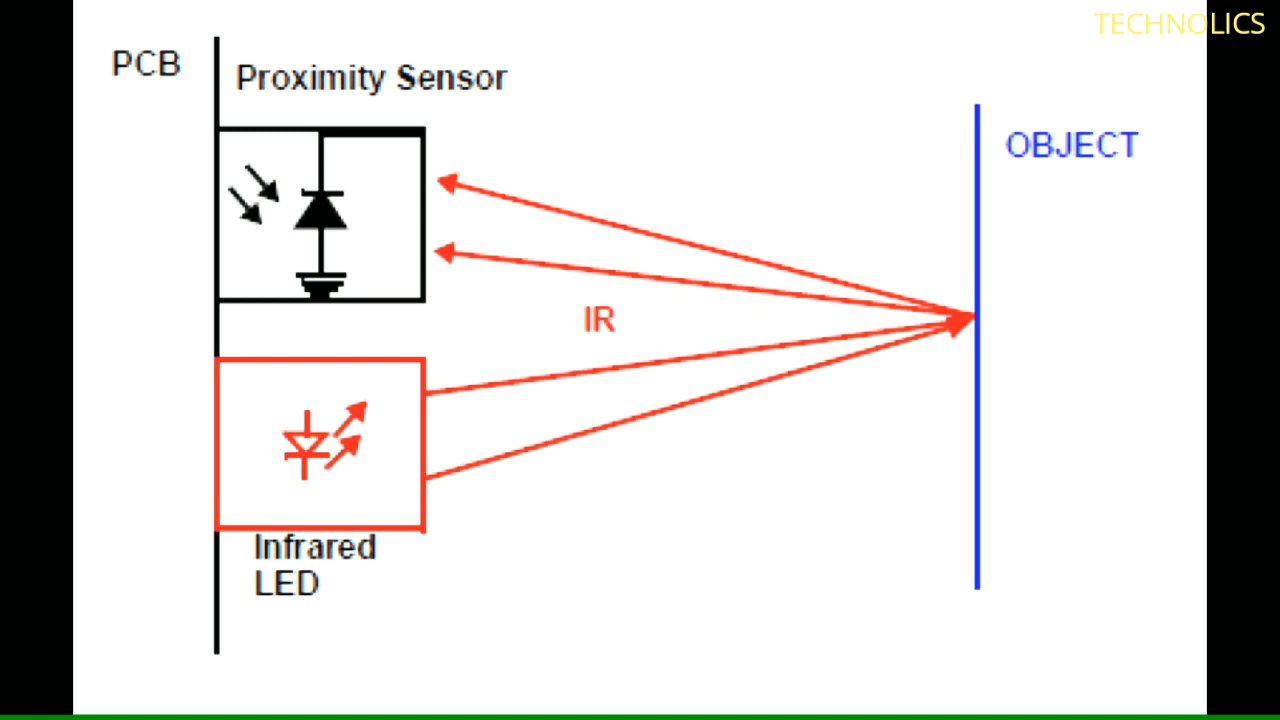 TECHNOLICS
PCB
Proximity Sensor
OBJECT
IR
Infrared
LED